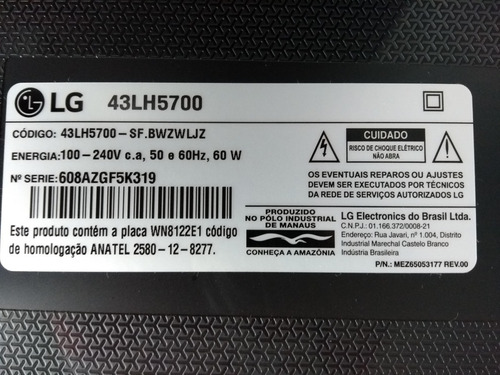 LG 43LH5700
CÓDIGO: 43LH5700-SF.BWZWLJZ
ENERGIA: 100-240V c.a, 50 e 60Hz, 60 W
Nº SERIE: 608AZGF5K319
Este produto contém a placa WN8122E1 código
de homologação ANATEL 2580-12-8277.
CUIDADO
RISCO DE CHOQUE ELÉTRICO
NÃO ABRA
OS EVENTUAIS REPAROS OU AJUSTES
DEVEM SER EXECUTADOS POR TÉCNICOS
DA REDE DE SERVIÇOS AUTORIZADOS LG
PRODUZIDO
NO PÓLO INDUSTRIAL
DE MANAUS
CONHEÇA A AMAZÔNIA
LG Electronics do Brasil Ltda.
C.N.P.J.: 01.166.372/0008-21
Endereço: Rua Javari, nº 1.004, Distrito
Industrial Marechal Castelo Branco
Indústria Brasileira
P/N.: MEZ65053177 REV.00